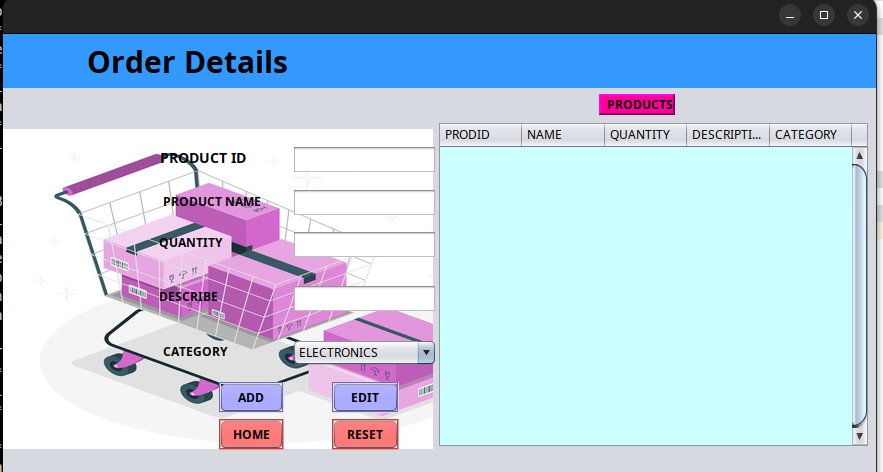 Order Details
PRODUCTS
PRODID NAME QUANTITY DESCRIPTI... CATEGORY
PRODUCT ID
PRODUCT NAME
QUANTITY
DESCRIBE
CATEGORY ELECTRONICS
ADD EDIT
HOME RESET